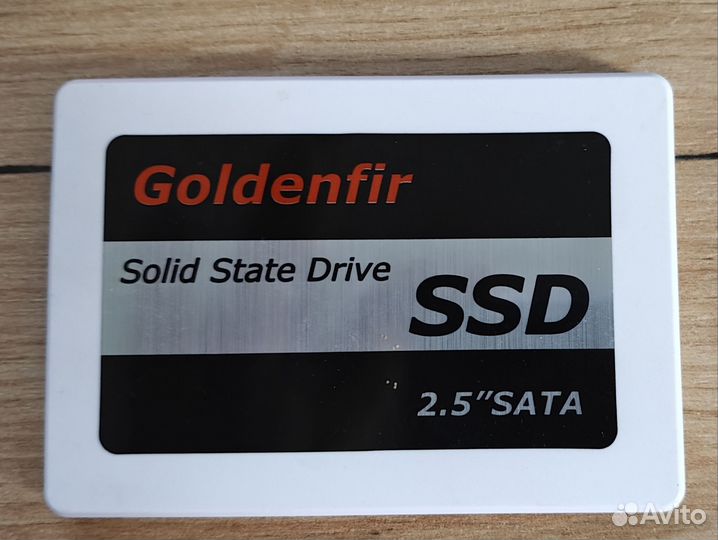 Goldenfir
Solid State Drive
SSD
2.5"SATA
Avito